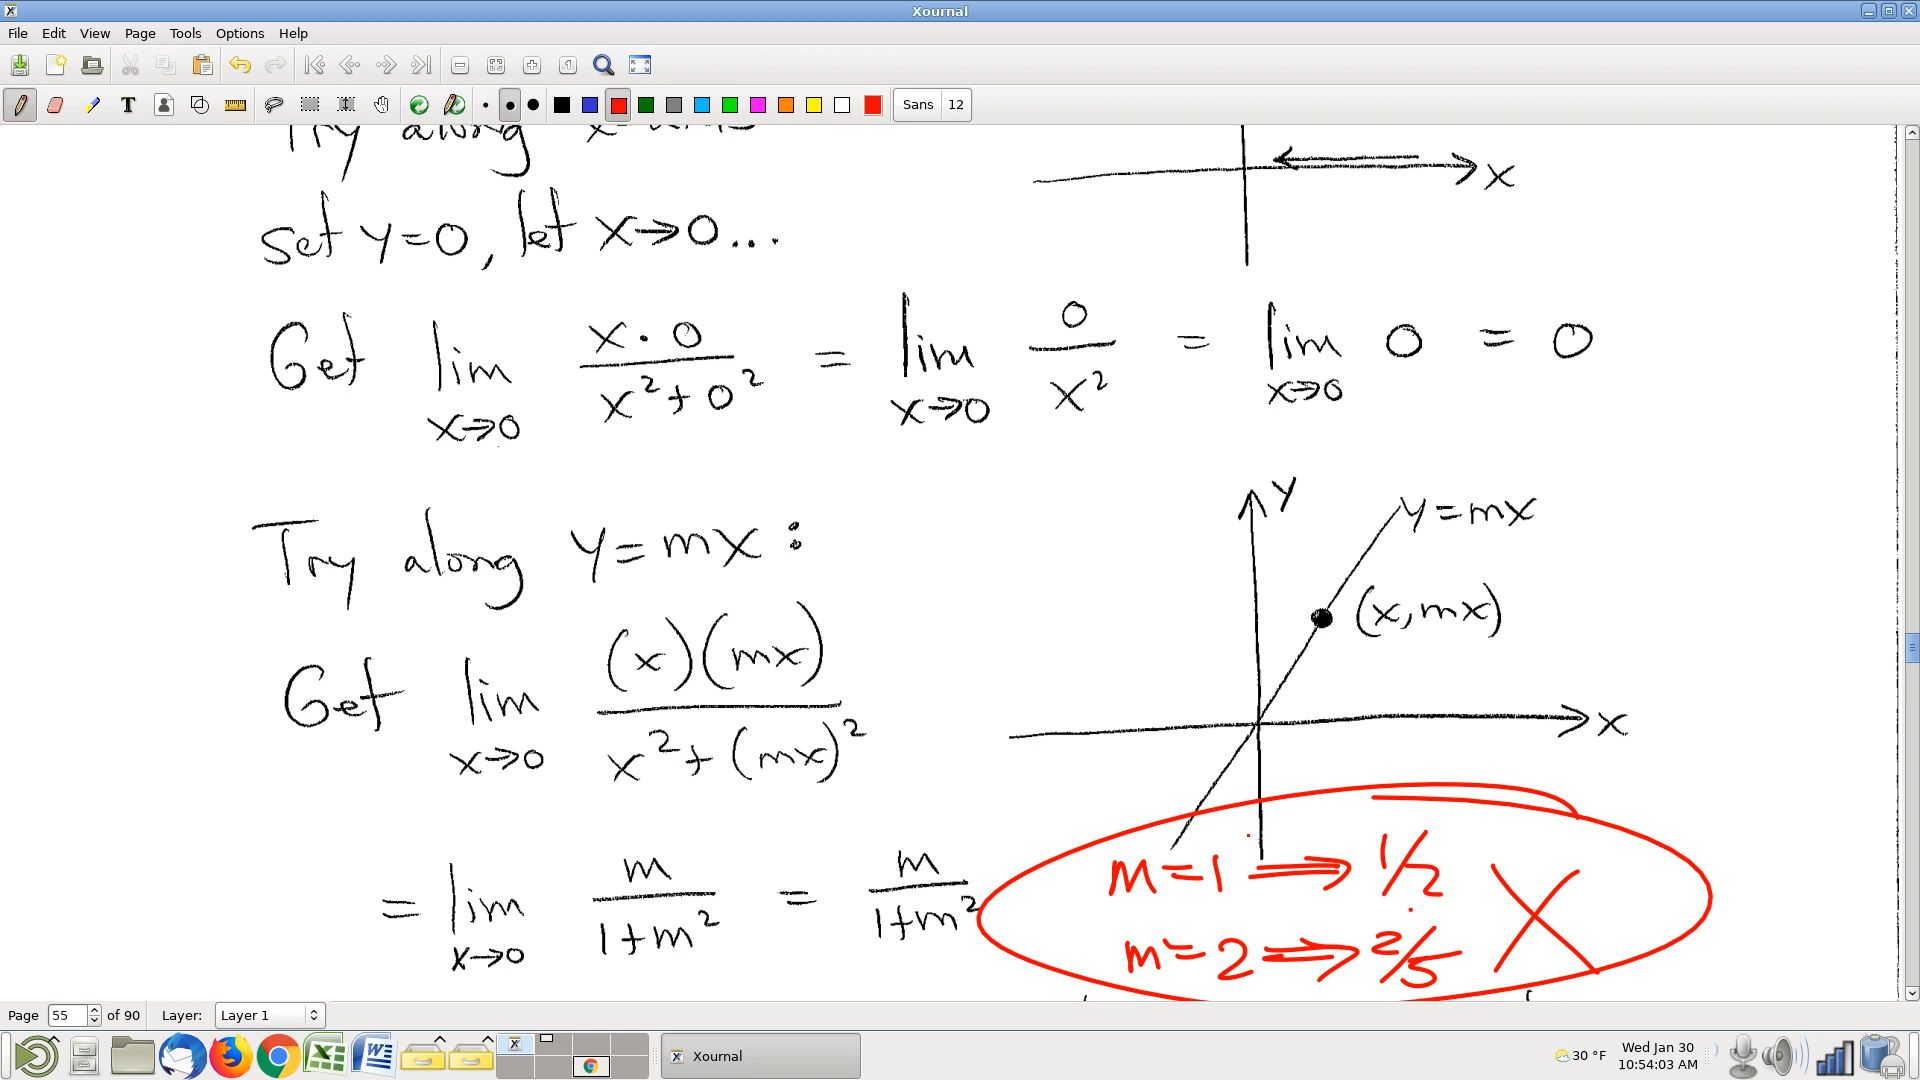 Xournal
File Edit View Page Tools Options Help
Sans 12
Try along x-axis
x
set y=0, let x→0...
Get lim x→0 x·0 / x²+0² = lim x→0 0/x² = lim x→0 0 = 0
y
y=mx
Try along y=mx:
(x,mx)
Get lim x→0 (x)(mx) / x²+(mx)²
x
= lim x→0 m/1+m² = m/1+m²
m=1 ⟹ 1/2
m=2 ⟹ 2/5 X
Page 55 of 90 Layer: Layer 1
Xournal
30 °F
Wed Jan 30
10:54:03 AM